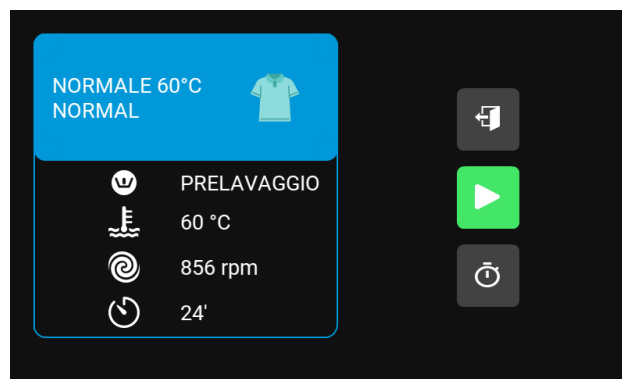 NORMALE 60°C
NORMAL
PRELAVAGGIO
60 °C
856 rpm
24'